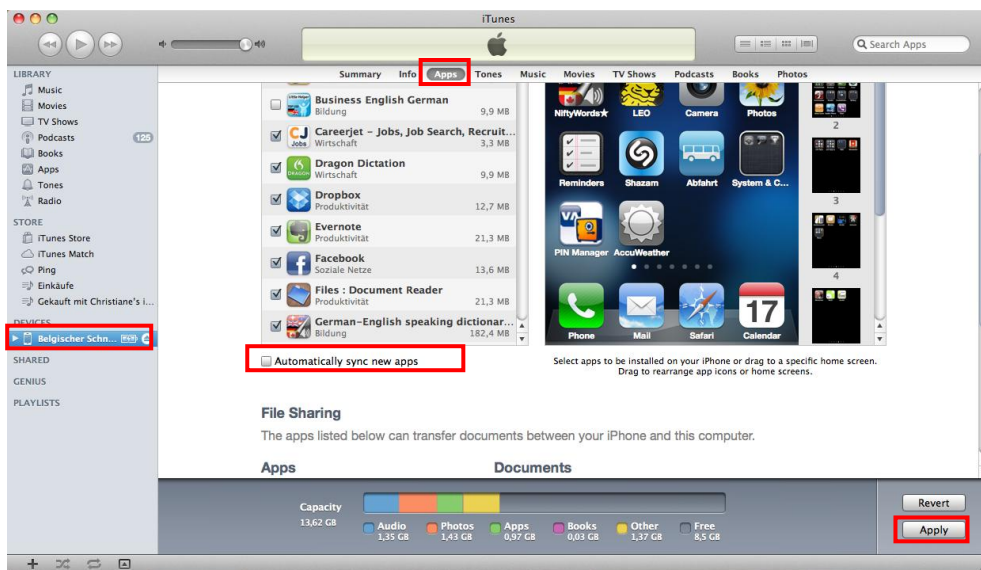 iTunes
Search Apps
LIBRARY
Music
Movies
TV Shows
Podcasts 125
Books
Apps
Tones
Radio
STORE
iTunes Store
iTunes Match
Ping
Einkäufe
Gekauft mit Christiane's i...
DEVICES
Belgischer Schn...
SHARED
GENIUS
PLAYLISTS
Summary Info Apps Tones Music Movies TV Shows Podcasts Books Photos
Business English German
Bildung 9,9 MB
Careerjet - Jobs, Job Search, Recruit...
Wirtschaft 3,3 MB
Dragon Dictation
Wirtschaft 9,9 MB
Dropbox
Produktivität 12,7 MB
Evernote
Produktivität 21,3 MB
Facebook
Soziale Netze 13,6 MB
Files : Document Reader
Produktivität 21,3 MB
German-English speaking dictionar...
Bildung 182,4 MB
Automatically sync new apps
NiftyWords★ LEO Camera Photos
Reminders Shazam Abfahrt System & C...
PIN Manager AccuWeather
17
Phone Mail Safari Calendar
2
3
4
Select apps to be installed on your iPhone or drag to a specific home screen.
Drag to rearrange app icons or home screens.
File Sharing
The apps listed below can transfer documents between your iPhone and this computer.
Apps Documents
Capacity
13,62 GB
Audio Photos Apps Books Other Free
1,35 GB 1,43 GB 0,97 GB 0,03 GB 1,37 GB 8,5 GB
Revert
Apply